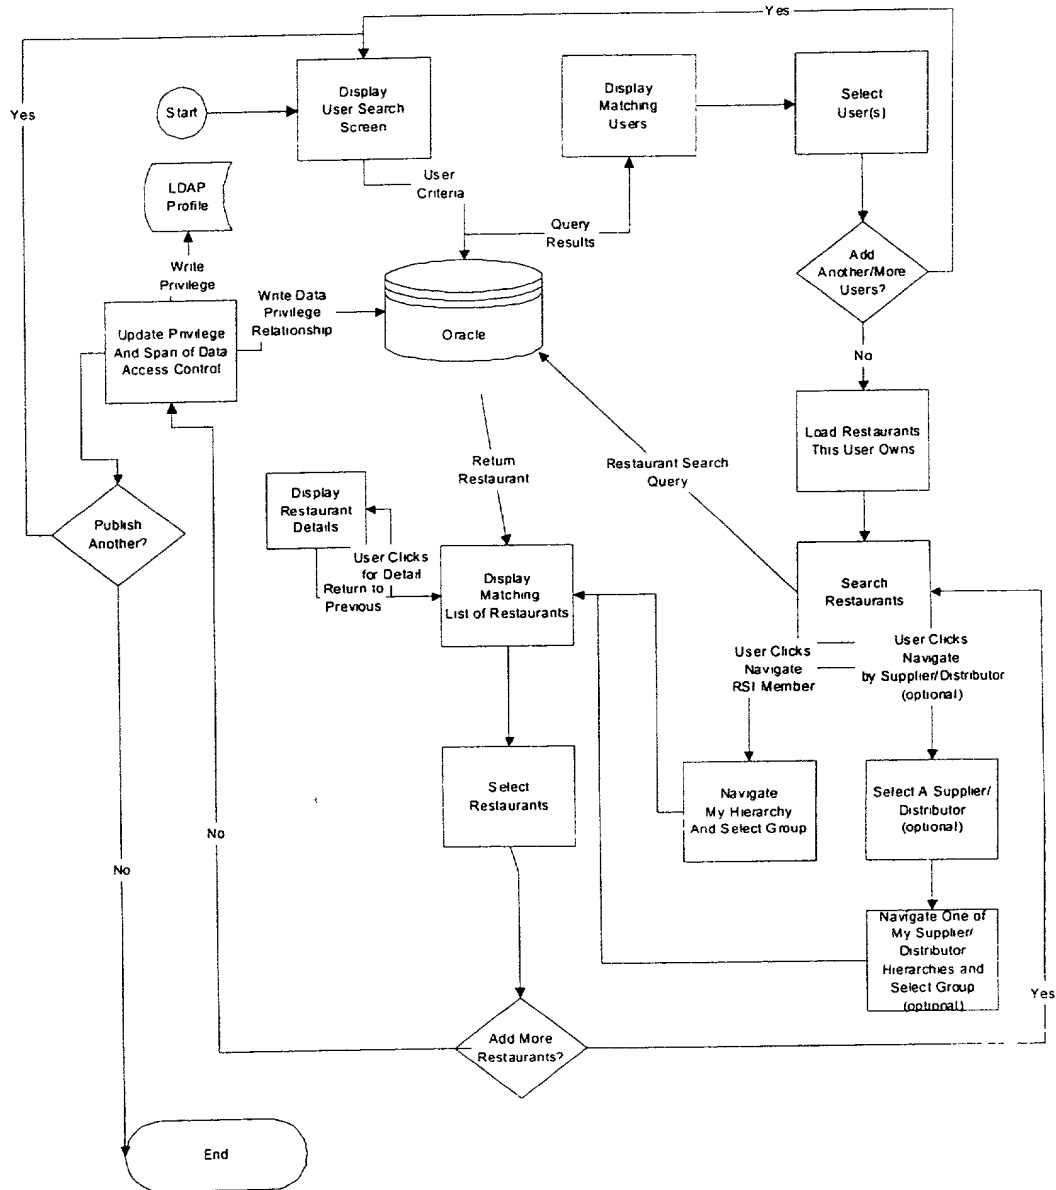 Yes
Yes
Start
Display
User Search
Screen
Display
Matching
Users
Select
User(s)
LDAP
Profile
User
Criteria
Query
Results
Add
Another/More
Users?
Write
Privilege
Write Data
Privilege
Relationship
Oracle
Update Privilege
And Span of Data
Access Control
No
Load Restaurants
This User Owns
Return
Restaurant
Restaurant Search
Query
Display
Restaurant
Details
Publish
Another?
User Clicks
for Detail
Return to
Previous
Display
Matching
List of Restaurants
Search
Restaurants
User Clicks
Navigate
RSI Member
User Clicks
Navigate
by Supplier/Distributor
(optional)
Select
Restaurants
Navigate
My Hierarchy
And Select Group
Select A Supplier/
Distributor
(optional)
No
No
Navigate One of
My Supplier/
Distributor
Hierarchies and
Select Group
(optional)
Yes
Add More
Restaurants?
End